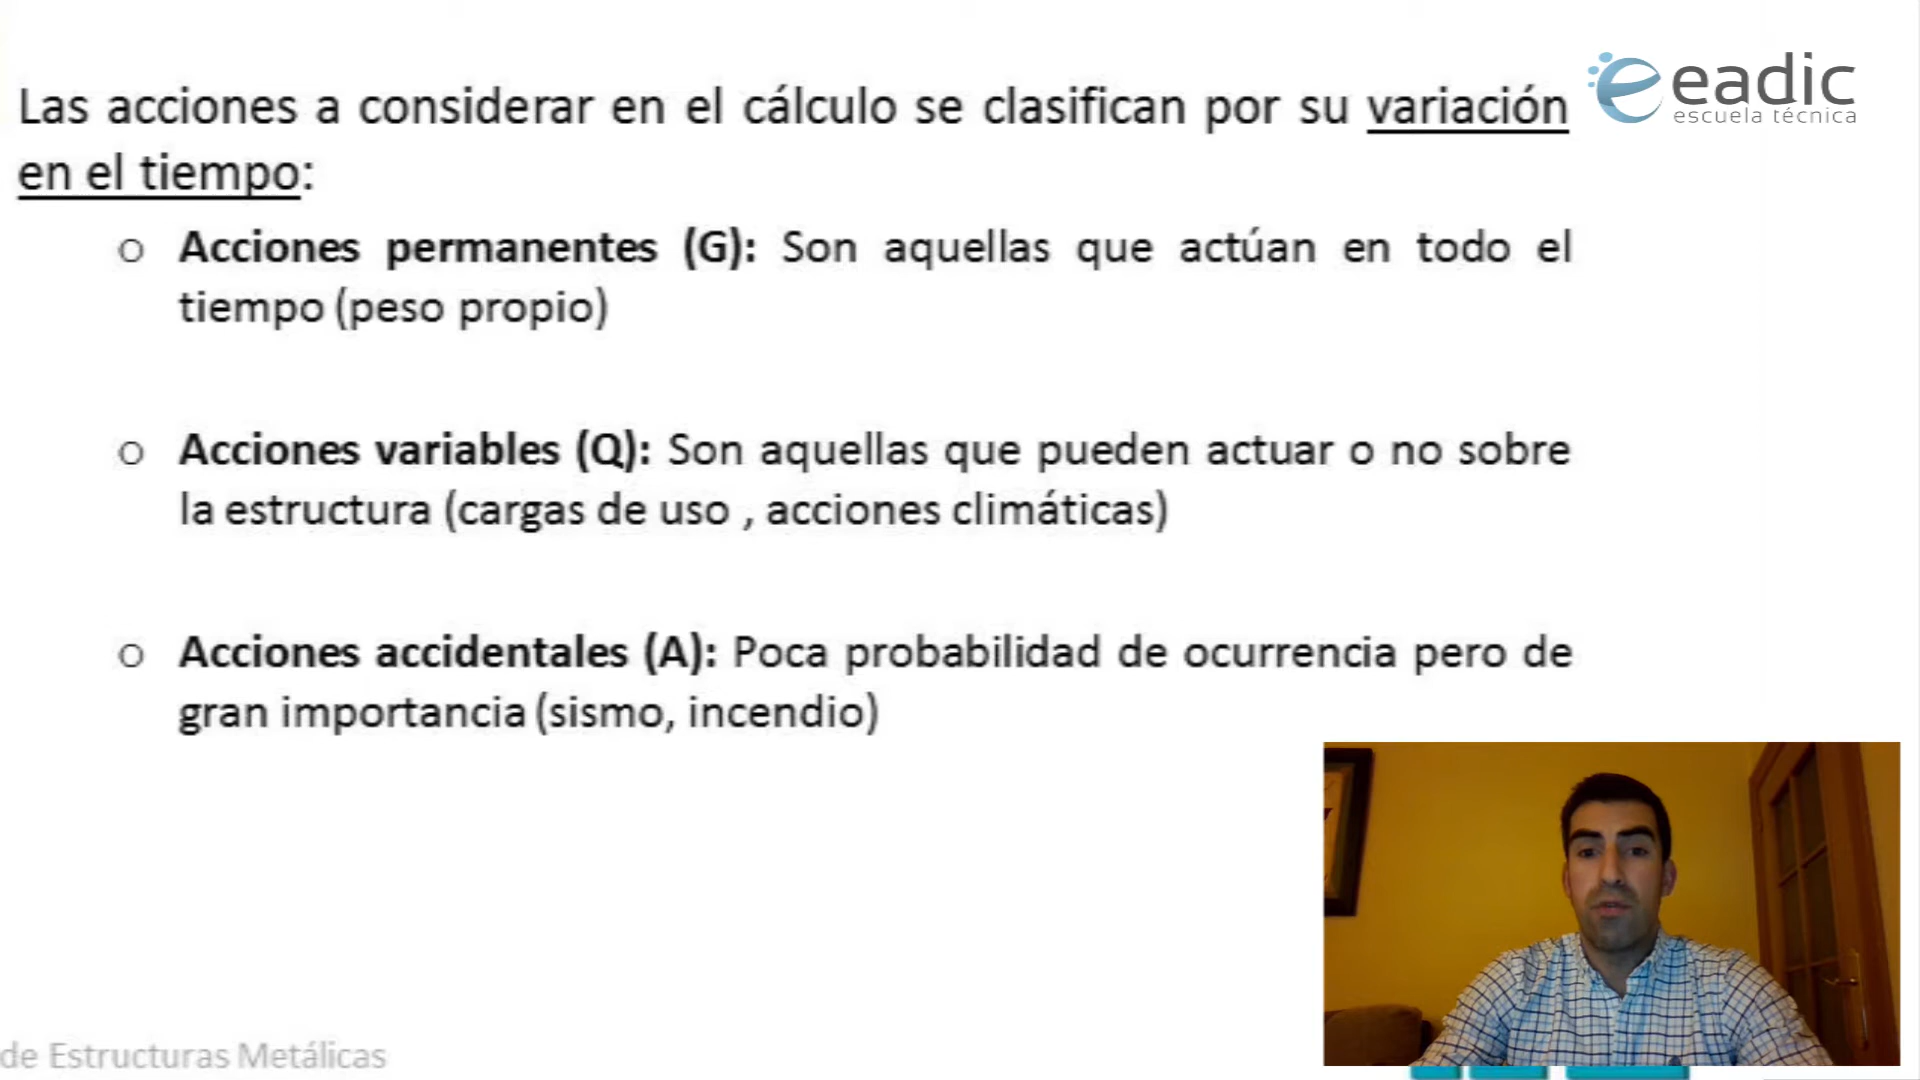 eadic
escuela técnica
Las acciones a considerar en el cálculo se clasifican por su variación
en el tiempo:
o Acciones permanentes (G): Son aquellas que actúan en todo el
tiempo (peso propio)
o Acciones variables (Q): Son aquellas que pueden actuar o no sobre
la estructura (cargas de uso , acciones climáticas)
o Acciones accidentales (A): Poca probabilidad de ocurrencia pero de
gran importancia (sismo, incendio)
de Estructuras Metálicas